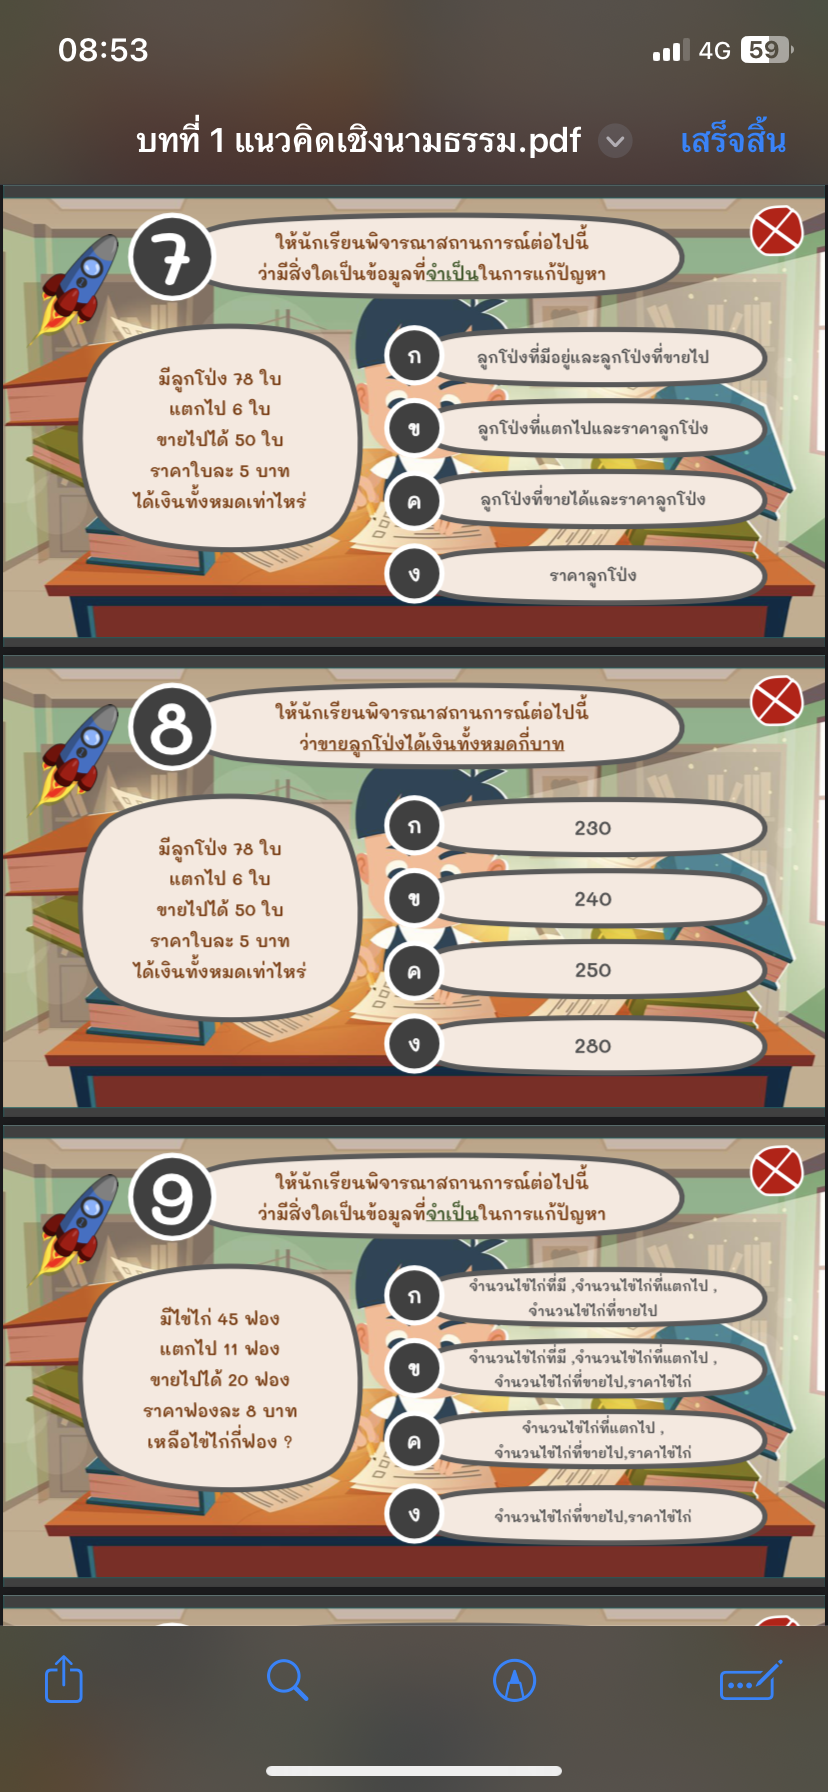 08:53
4G 59
บทที่ 1 แนวคิดเชิงนามธรรม.pdf
เสร็จสิ้น
7
ให้นักเรียนพิจารณาสถานการณ์ต่อไปนี้
ว่ามีสิ่งใดเป็นข้อมูลที่จำเป็นในการแก้ปัญหา
มีลูกโป่ง 78 ใบ
แตกไป 6 ใบ
ขายไปได้ 50 ใบ
ราคาใบละ 5 บาท
ได้เงินทั้งหมดเท่าไหร่
ก ลูกโป่งที่มีอยู่และลูกโป่งที่ขายไป
ข ลูกโป่งที่แตกไปและราคาลูกโป่ง
ค ลูกโป่งที่ขายได้และราคาลูกโป่ง
ง ราคาลูกโป่ง
8
ให้นักเรียนพิจารณาสถานการณ์ต่อไปนี้
ว่าขายลูกโป่งได้เงินทั้งหมดกี่บาท
มีลูกโป่ง 78 ใบ
แตกไป 6 ใบ
ขายไปได้ 50 ใบ
ราคาใบละ 5 บาท
ได้เงินทั้งหมดเท่าไหร่
ก 230
ข 240
ค 250
ง 280
9
ให้นักเรียนพิจารณาสถานการณ์ต่อไปนี้
ว่ามีสิ่งใดเป็นข้อมูลที่จำเป็นในการแก้ปัญหา
มีไข่ไก่ 45 ฟอง
แตกไป 11 ฟอง
ขายไปได้ 20 ฟอง
ราคาฟองละ 8 บาท
เหลือไข่ไก่กี่ฟอง ?
ก จำนวนไข่ไก่ที่มี ,จำนวนไข่ไก่ที่แตกไป ,
จำนวนไข่ไก่ที่ขายไป
ข จำนวนไข่ไก่ที่มี ,จำนวนไข่ไก่ที่แตกไป ,
จำนวนไข่ไก่ที่ขายไป,ราคาไข่ไก่
ค จำนวนไข่ไก่ที่แตกไป ,
จำนวนไข่ไก่ที่ขายไป,ราคาไข่ไก่
ง จำนวนไข่ไก่ที่ขายไป,ราคาไข่ไก่